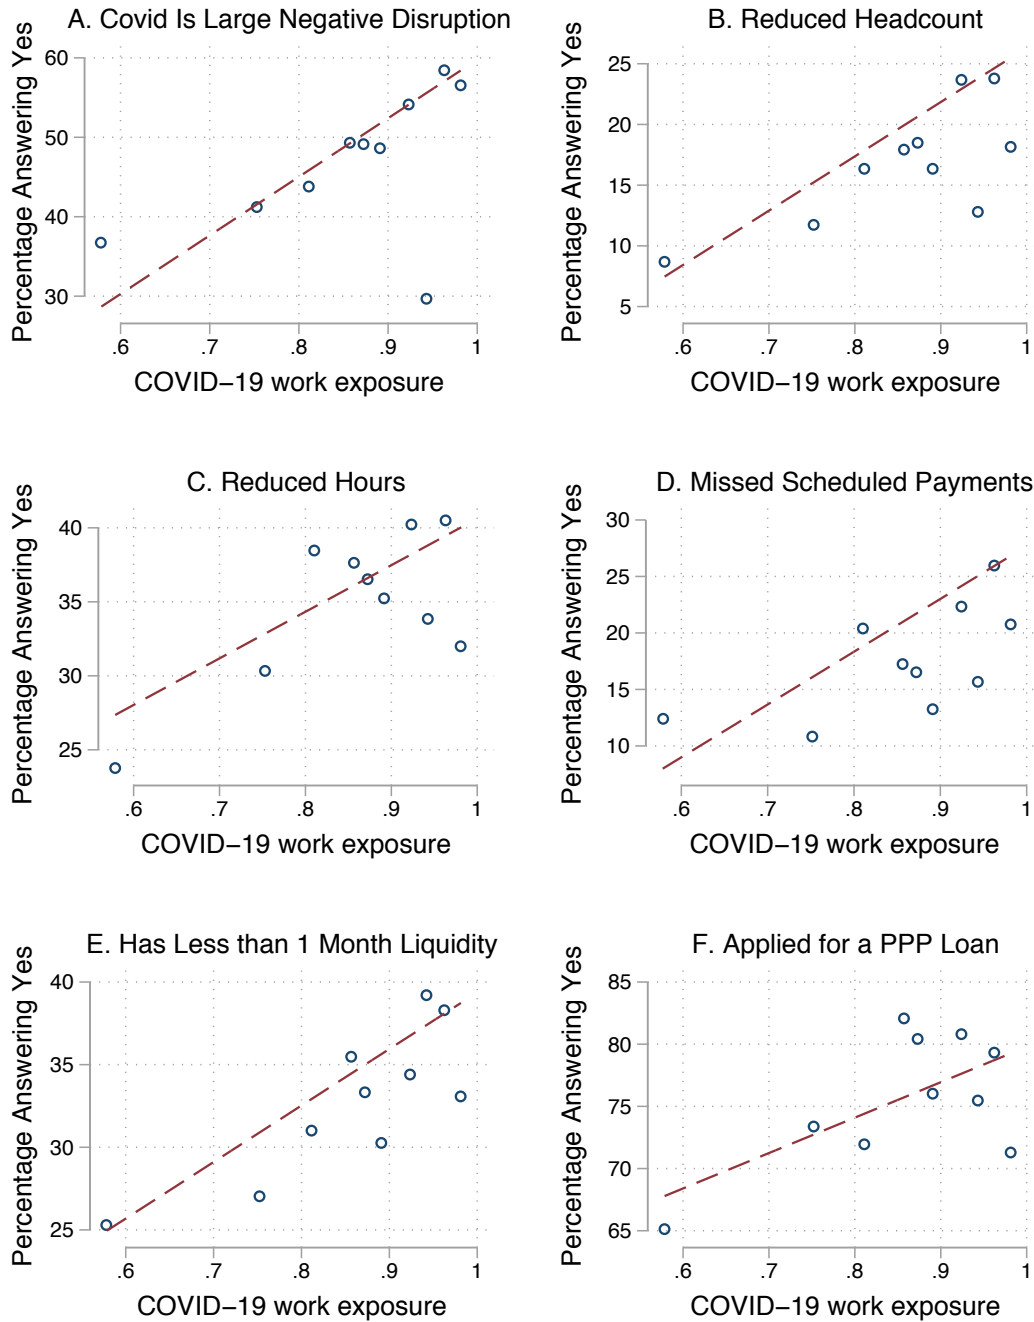 A. Covid Is Large Negative Disruption
Percentage Answering Yes
60
50
40
30
.6 .7 .8 .9 1
COVID−19 work exposure
B. Reduced Headcount
Percentage Answering Yes
25
20
15
10
5
.6 .7 .8 .9 1
COVID−19 work exposure
C. Reduced Hours
Percentage Answering Yes
40
35
30
25
.6 .7 .8 .9 1
COVID−19 work exposure
D. Missed Scheduled Payments
Percentage Answering Yes
30
25
20
15
10
.6 .7 .8 .9 1
COVID−19 work exposure
E. Has Less than 1 Month Liquidity
Percentage Answering Yes
40
35
30
25
.6 .7 .8 .9 1
COVID−19 work exposure
F. Applied for a PPP Loan
Percentage Answering Yes
85
80
75
70
65
.6 .7 .8 .9 1
COVID−19 work exposure